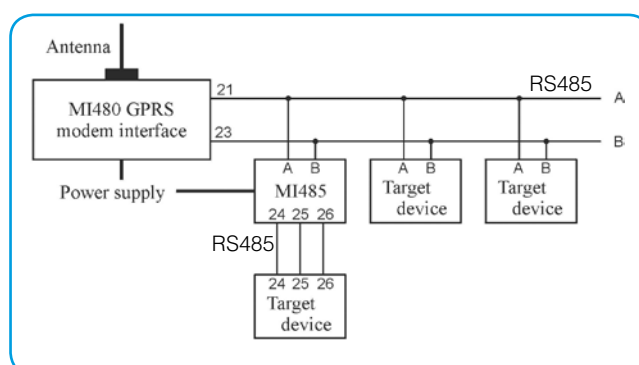 Antenna
MI480 GPRS
modem interface
21
RS485
A
23
B
Power supply
A B
MI485
24 25 26
A B
Target
device
A B
Target
device
RS485
24 25 26
Target
device